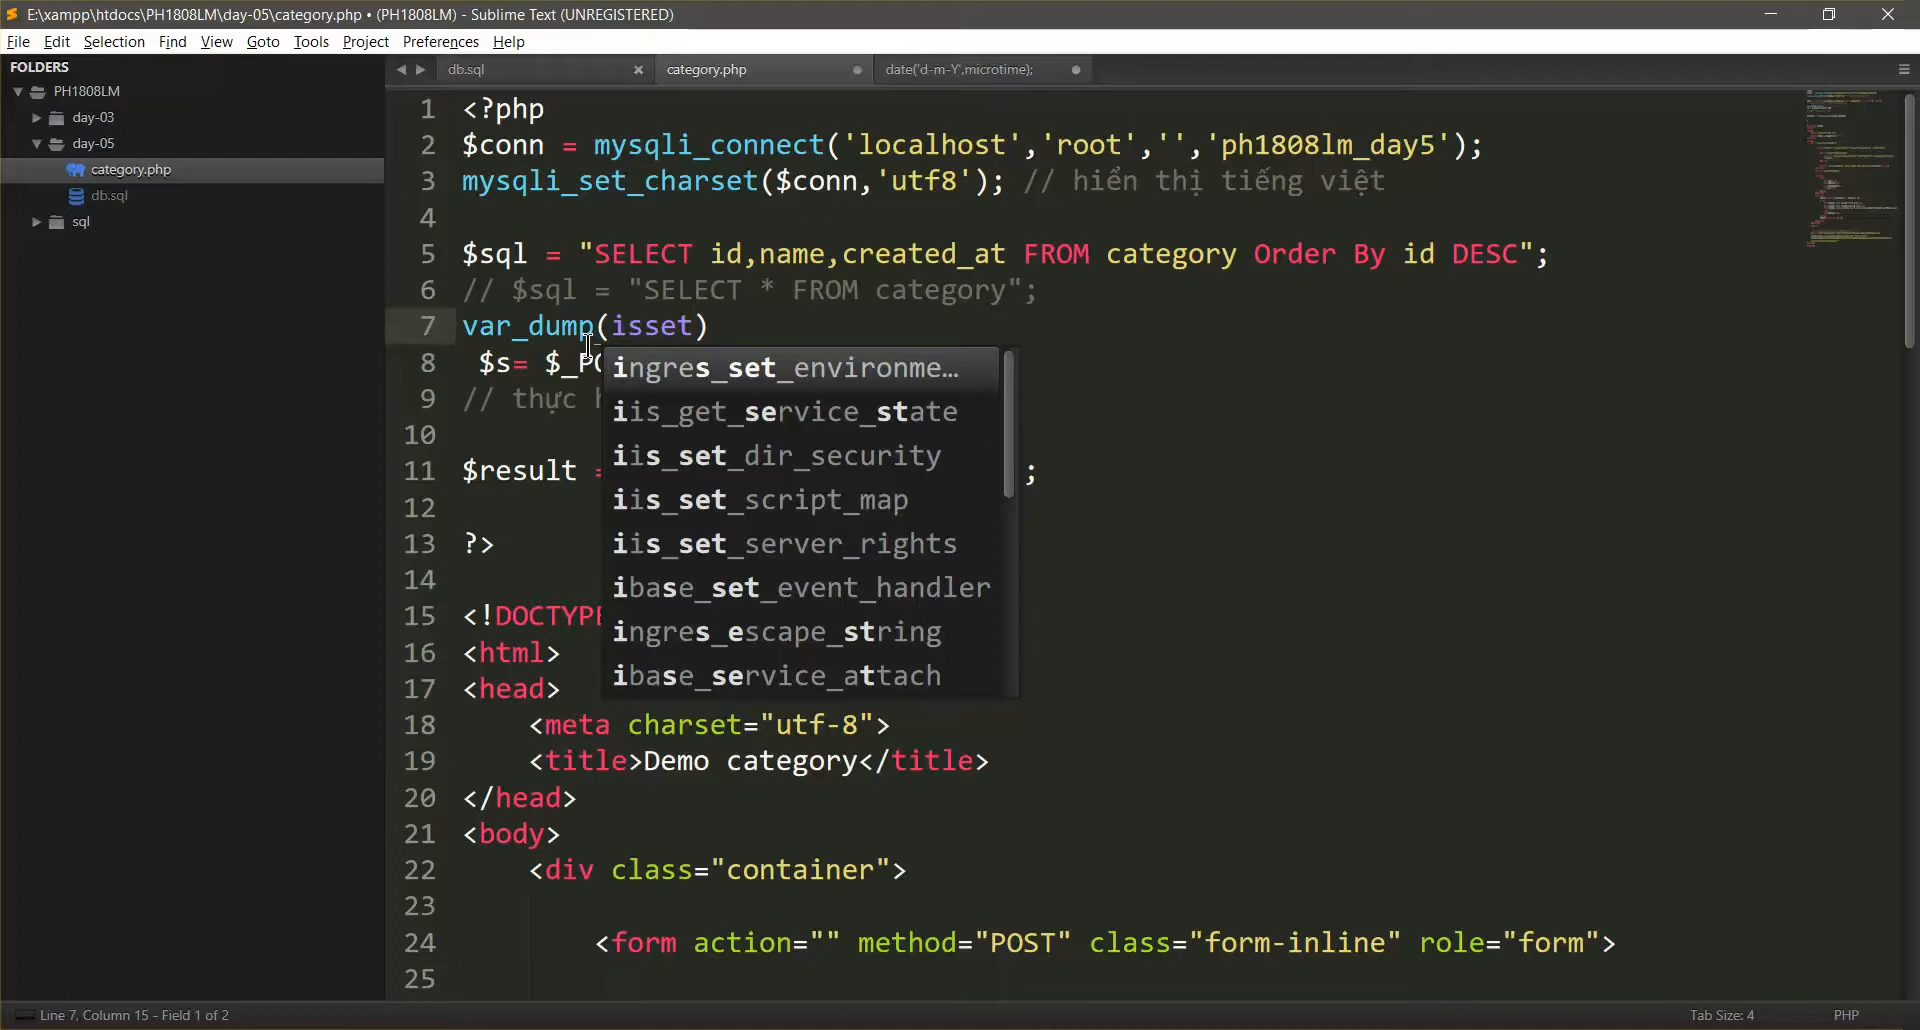 E:\xampp\htdocs\PH1808LM\day-05\category.php • (PH1808LM) - Sublime Text (UNREGISTERED)
File Edit Selection Find View Goto Tools Project Preferences Help
FOLDERS
PH1808LM
day-03
day-05
category.php
db.sql
sql
db.sql
category.php
date('d-m-Y',microtime);
1 <?php
2 $conn = mysqli_connect('localhost','root','','ph1808lm_day5');
3 mysqli_set_charset($conn,'utf8'); // hiển thị tiếng việt
4
5 $sql = "SELECT id,name,created_at FROM category Order By id DESC";
6 // $sql = "SELECT * FROM category";
7 var_dump(isset)
8 $s= $_PO
9 // thực h
10
11 $result = ;
12
13 ?>
14
15 <!DOCTYPE
16 <html>
17 <head>
18 <meta charset="utf-8">
19 <title>Demo category</title>
20 </head>
21 <body>
22 <div class="container">
23
24 <form action="" method="POST" class="form-inline" role="form">
25
ingres_set_environme…
iis_get_service_state
iis_set_dir_security
iis_set_script_map
iis_set_server_rights
ibase_set_event_handler
ingres_escape_string
ibase_service_attach
Line 7, Column 15 - Field 1 of 2
Tab Size: 4
PHP